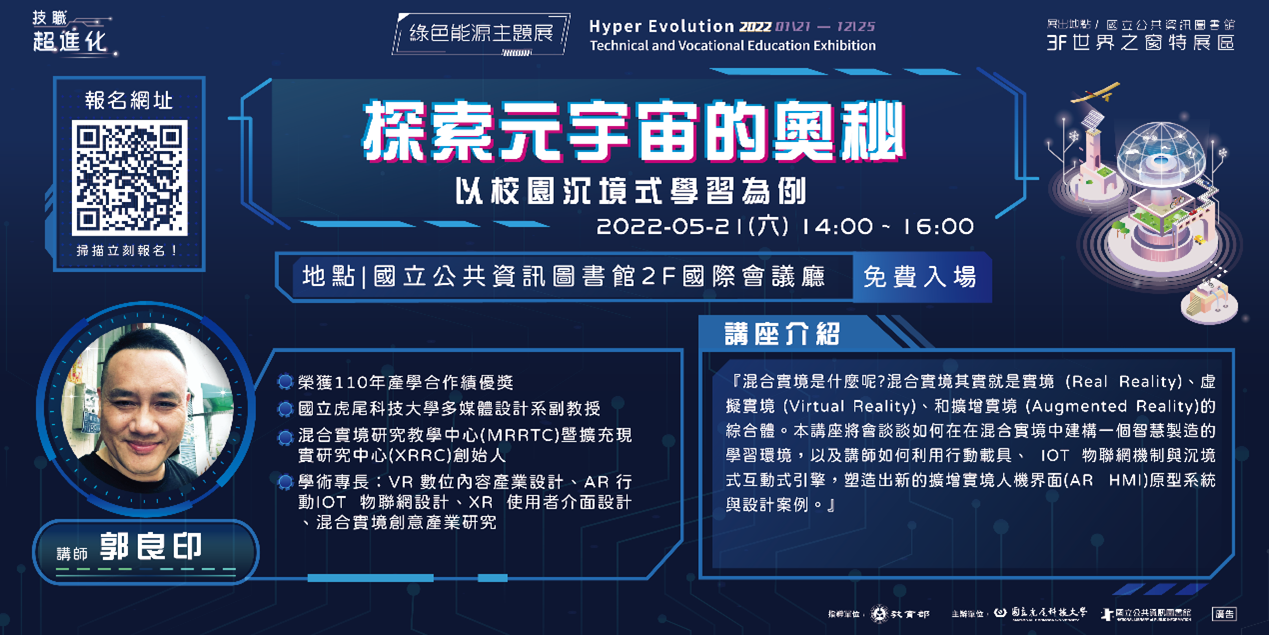 技職
超進化
綠色能源主題展
Hyper Evolution 2022 01/21 — 12/25
Technical and Vocational Education Exhibition
展出地點/ 國立公共資訊圖書館
3F世界之窗特展區
報名網址
掃描立刻報名！
探索元宇宙的奧秘
以校園沉境式學習為例
2022-05-21(六) 14:00 ~ 16:00
地點|國立公共資訊圖書館2F國際會議廳
免費入場
榮獲110年產學合作績優獎
國立虎尾科技大學多媒體設計系副教授
混合實境研究教學中心(MRRTC)暨擴充現
實研究中心(XRRC)創始人
學術專長：VR 數位內容產業設計、AR 行
動IOT 物聯網設計、XR 使用者介面設計
、混合實境創意產業研究
講師 郭良印
講座介紹
『混合實境是什麼呢?混合實境其實就是實境 (Real Reality)、虛
擬實境 (Virtual Reality)、和擴增實境 (Augmented Reality)的
綜合體。本講座將會談談如何在在混合實境中建構一個智慧製造的
學習環境，以及講師如何利用行動載具、 IOT 物聯網機制與沉境
式互動式引擎，塑造出新的擴增實境人機界面(AR HMI)原型系統
與設計案例。』
指導單位： 教育部 主辦單位： 國立虎尾科技大學 國立公共資訊圖書館 廣告